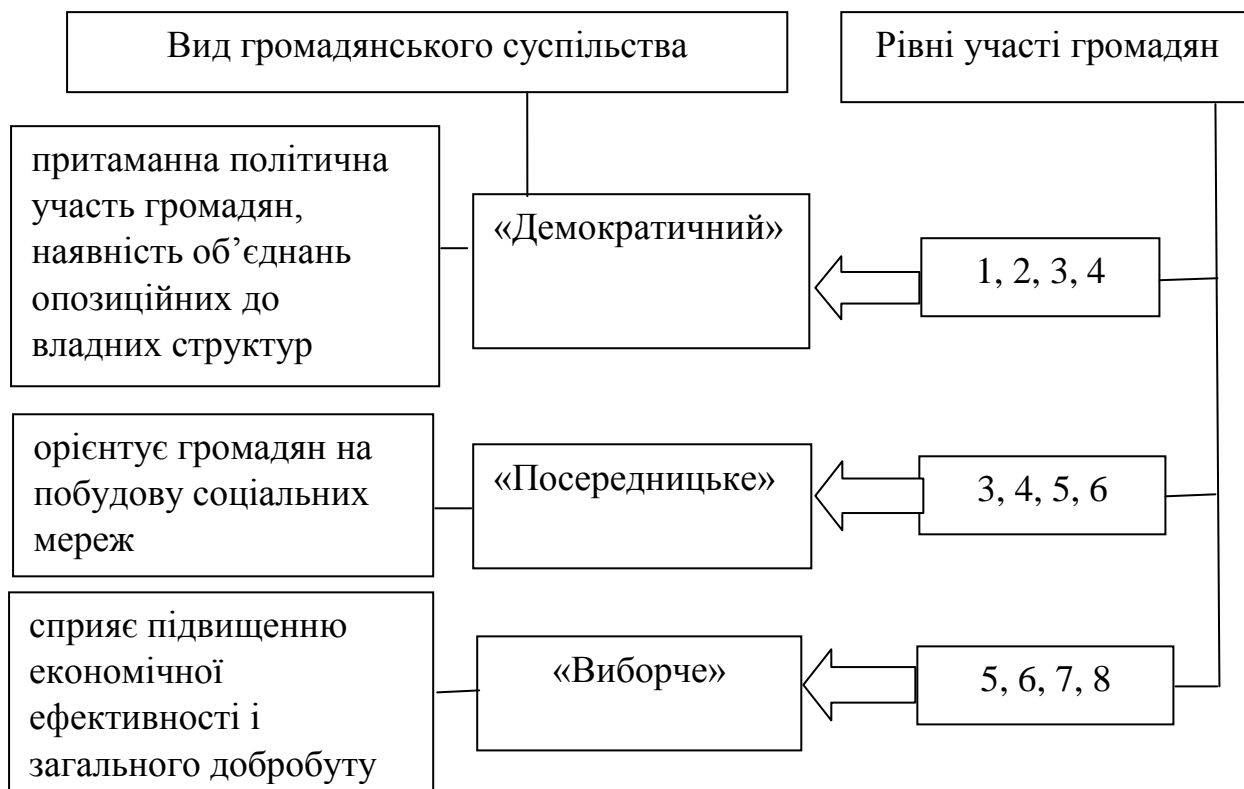 Вид громадянського суспільства
Рівні участі громадян
притаманна політична
участь громадян,
наявність об’єднань
опозиційних до
владних структур
«Демократичний»
1, 2, 3, 4
орієнтує громадян на
побудову соціальних
мереж
«Посередницьке»
3, 4, 5, 6
сприяє підвищенню
економічної
ефективності і
загального добробуту
«Виборче»
5, 6, 7, 8